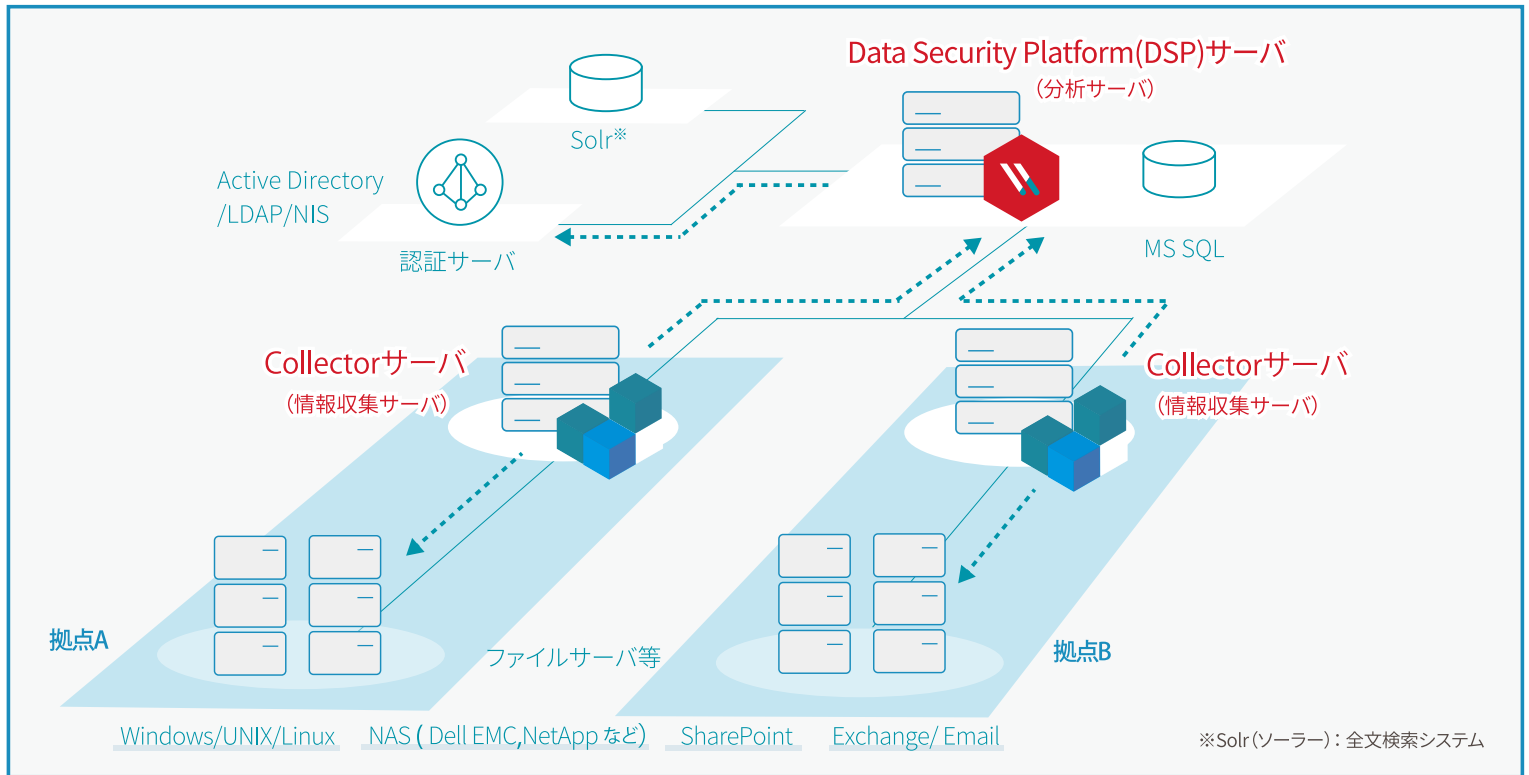 Data Security Platform(DSP)サーバ
（分析サーバ）
Solr※
Active Directory
/LDAP/NIS
認証サーバ
MS SQL
Collectorサーバ
（情報収集サーバ）
Collectorサーバ
（情報収集サーバ）
拠点A
ファイルサーバ等
拠点B
Windows/UNIX/Linux
NAS ( Dell EMC,NetApp など)
SharePoint
Exchange/ Email
※Solr（ソーラー）：全文検索システム